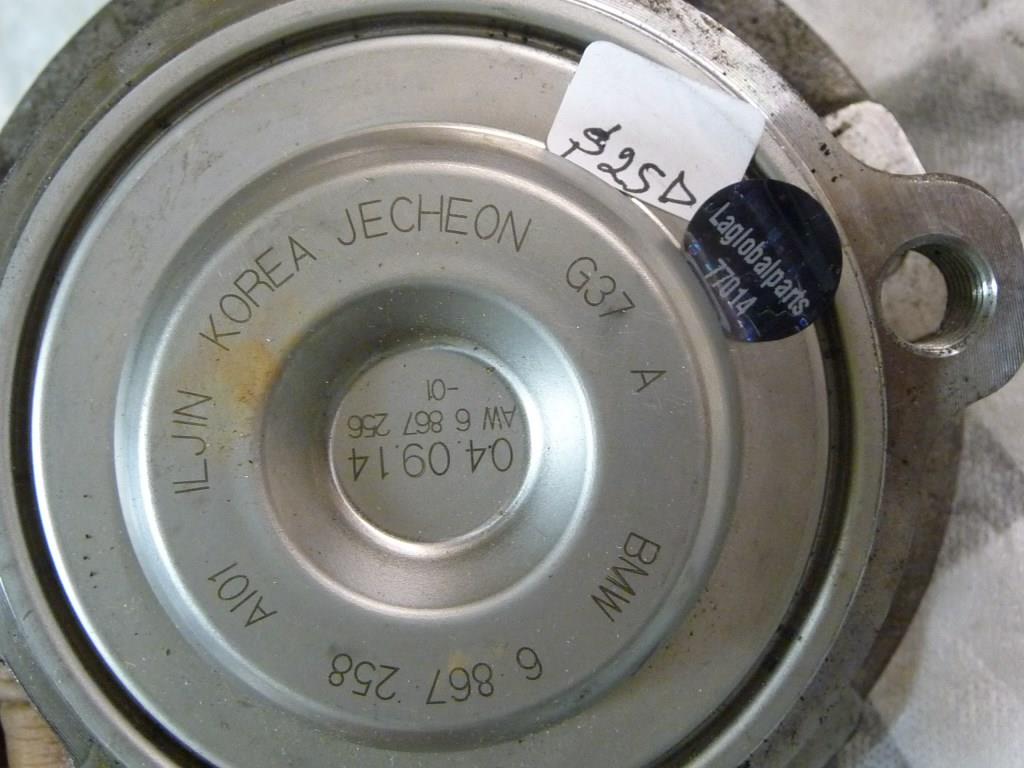 $25D
Laglobalparts
77014
ILJIN KOREA JECHEON G37 A
BMW 6 867 258 AI01
04.09.14
AW 6 867 256
-01